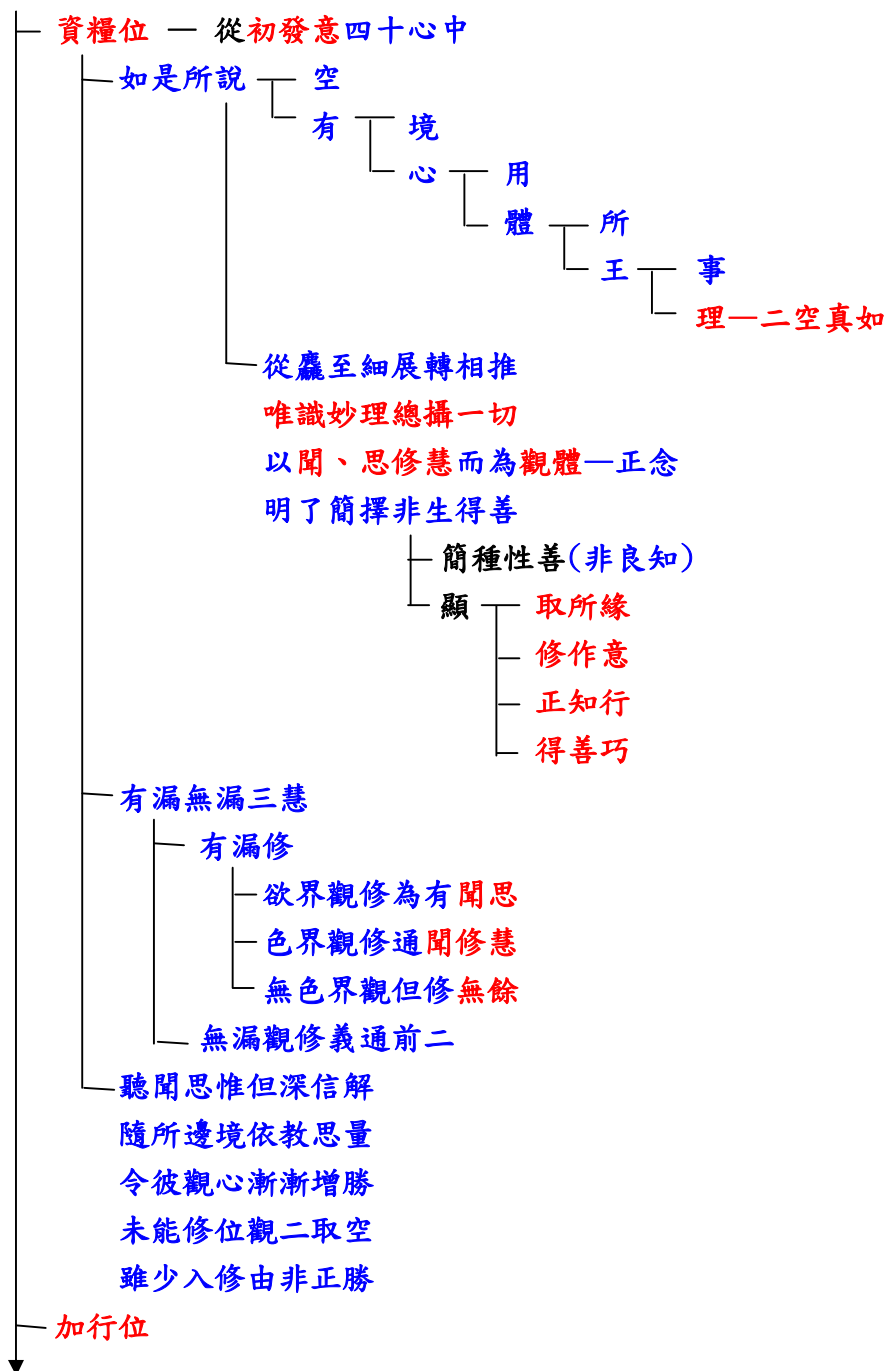 資糧位 — 從初發意四十心中
如是所說 空
有 境
心 用
體 所
王 事
理—二空真如
從麤至細展轉相推
唯識妙理總攝一切
以聞、思修慧而為觀體—正念
明了簡擇非生得善
簡種性善(非良知)
顯 取所緣
修作意
正知行
得善巧
有漏無漏三慧
有漏修
欲界觀修為有聞思
色界觀修通聞修慧
無色界觀但修無餘
無漏觀修義通前二
聽聞思惟但深信解
隨所邊境依教思量
令彼觀心漸漸增勝
未能修位觀二取空
雖少入修由非正勝
加行位